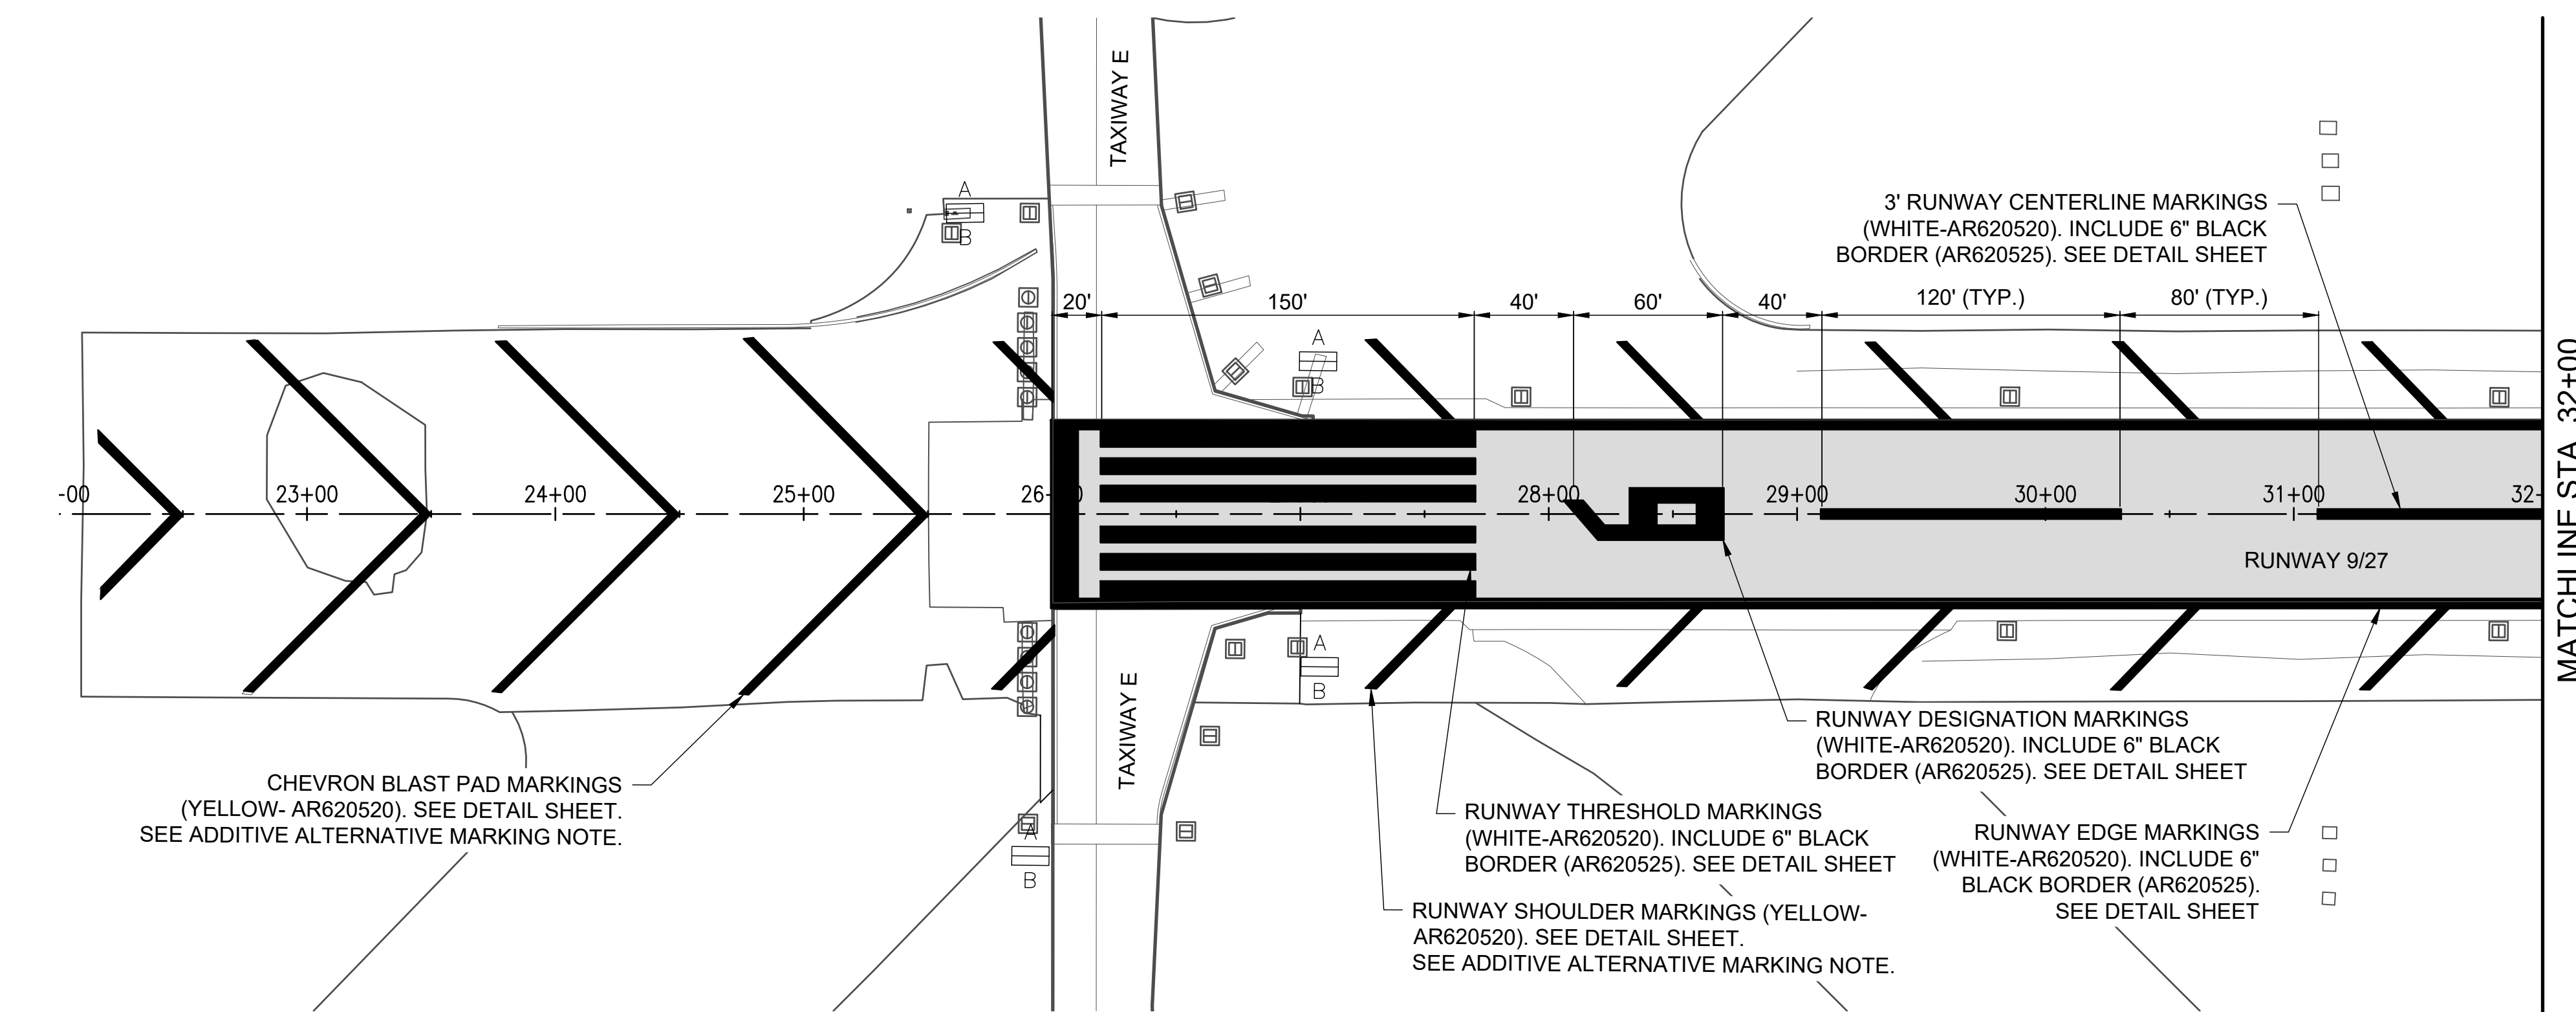 TAXIWAY E
A
B
3' RUNWAY CENTERLINE MARKINGS
(WHITE-AR620520). INCLUDE 6" BLACK
BORDER (AR620525). SEE DETAIL SHEET
20' 150' 40' 60' 40' 120' (TYP.) 80' (TYP.)
A
B
MATCHLINE STA 32+00
-00 23+00 24+00 25+00 26- 0 28+00 29+00 30+00 31+00 32-
RUNWAY 9/27
A
B
TAXIWAY E
RUNWAY DESIGNATION MARKINGS
(WHITE-AR620520). INCLUDE 6" BLACK
BORDER (AR620525). SEE DETAIL SHEET
CHEVRON BLAST PAD MARKINGS
(YELLOW- AR620520). SEE DETAIL SHEET.
SEE ADDITIVE ALTERNATIVE MARKING NOTE.
RUNWAY THRESHOLD MARKINGS
(WHITE-AR620520). INCLUDE 6" BLACK
BORDER (AR620525). SEE DETAIL SHEET
RUNWAY EDGE MARKINGS
(WHITE-AR620520). INCLUDE 6"
BLACK BORDER (AR620525).
SEE DETAIL SHEET
A
B
RUNWAY SHOULDER MARKINGS (YELLOW-
AR620520). SEE DETAIL SHEET.
SEE ADDITIVE ALTERNATIVE MARKING NOTE.